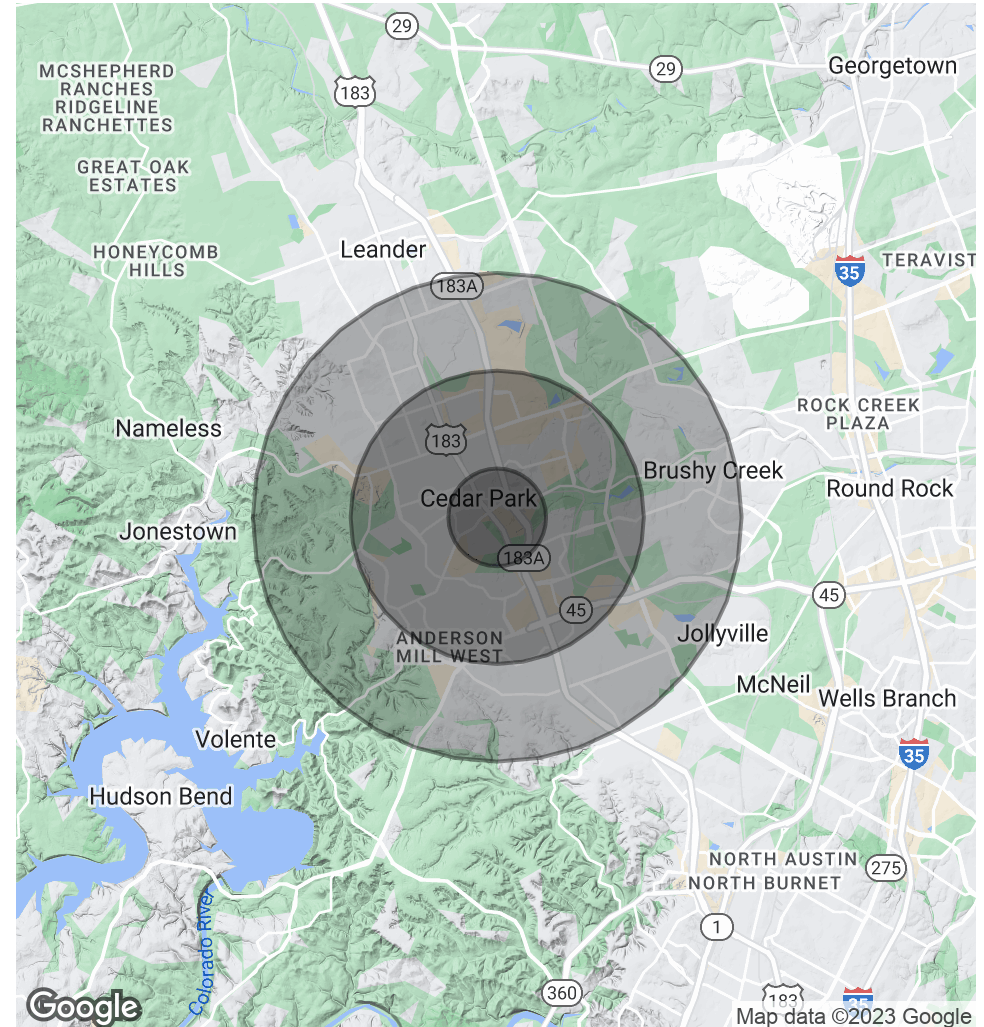 29
29
Georgetown
MCSHEPHERD
RANCHES
RIDGELINE
RANCHETTES
183
GREAT OAK
ESTATES
HONEYCOMB
HILLS
Leander
TERAVIST
35
183A
ROCK CREEK
PLAZA
Nameless
183
Brushy Creek
Cedar Park
Round Rock
Jonestown
183A
45
45
ANDERSON
MILL WEST
Jollyville
McNeil
Wells Branch
Volente
35
Hudson Bend
NORTH AUSTIN
NORTH BURNET
275
1
Colorado River
360
183
35
Google
Map data ©2023 Google